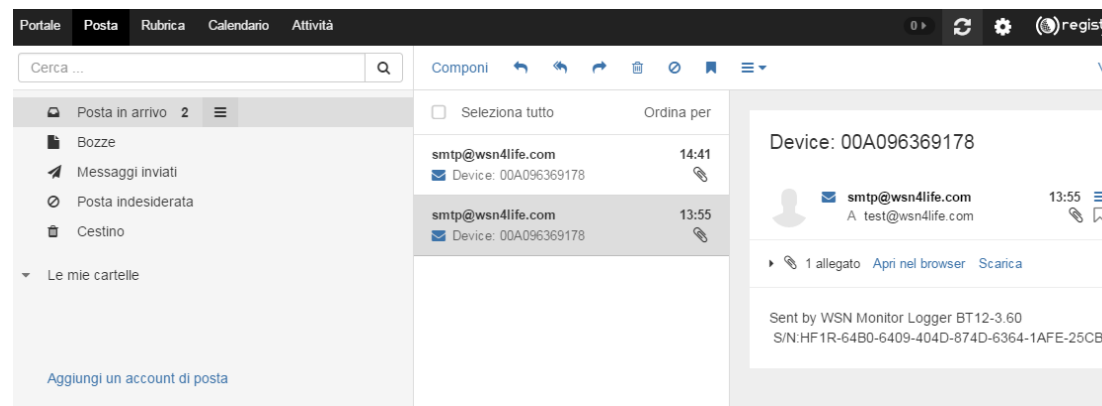 Portale Posta Rubrica Calendario Attività 0
Cerca ...
Componi
Posta in arrivo 2
Bozze
Messaggi inviati
Posta indesiderata
Cestino
Le mie cartelle
Aggiungi un account di posta
Seleziona tutto Ordina per
smtp@wsn4life.com 14:41
Device: 00A096369178
smtp@wsn4life.com 13:55
Device: 00A096369178
Device: 00A096369178
smtp@wsn4life.com 13:55
A test@wsn4life.com
1 allegato Apri nel browser Scarica
Sent by WSN Monitor Logger BT12-3.60
S/N:HF1R-64B0-6409-404D-874D-6364-1AFE-25CB